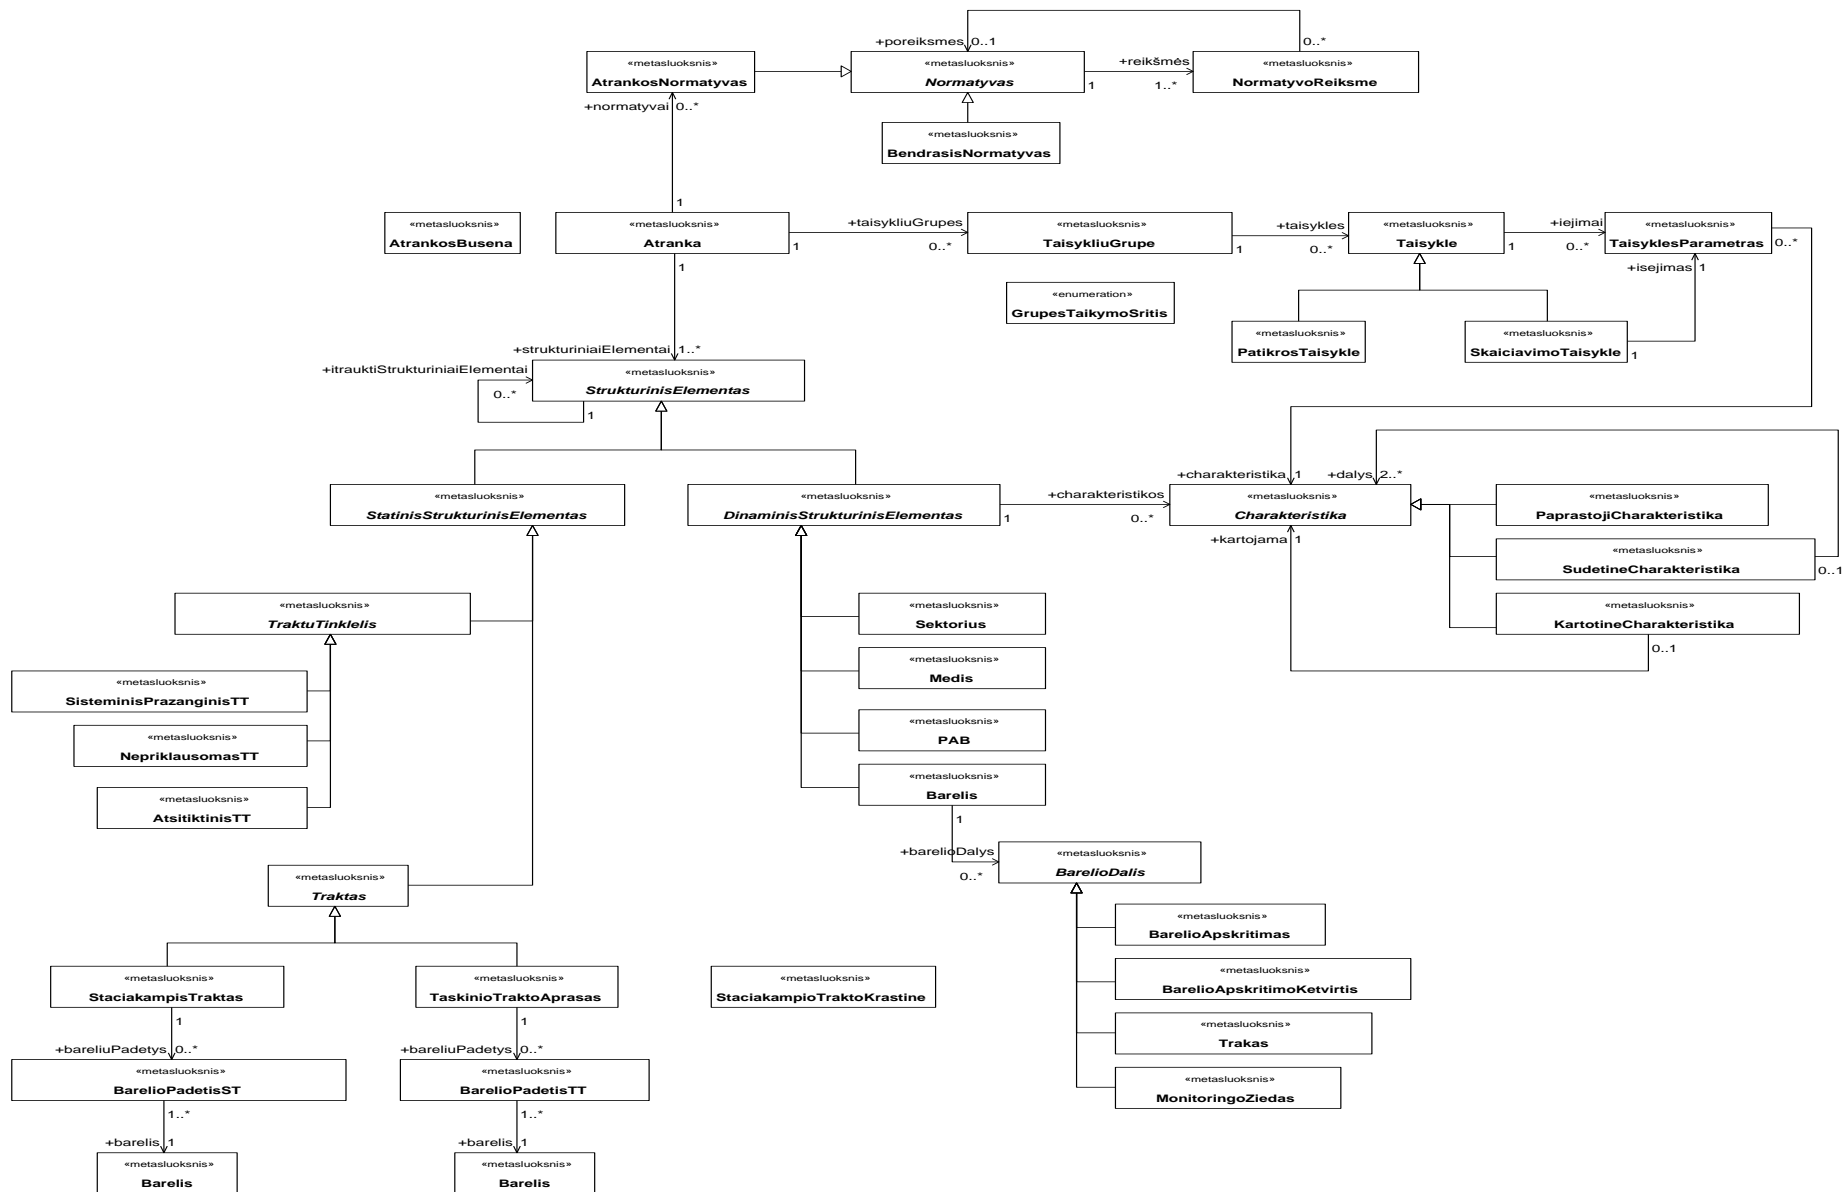 +poreiksmes 0..1
0..*
«metasluoksnis»
AtrankosNormatyvas
«metasluoksnis»
Normatyvas
+reikšmės
1
1..*
«metasluoksnis»
NormatyvoReiksme
+normatyvai 0..*
«metasluoksnis»
BendrasisNormatyvas
1
«metasluoksnis»
AtrankosBusena
«metasluoksnis»
Atranka
+taisykliuGrupes
1
0..*
«metasluoksnis»
TaisykliuGrupe
+taisykles
1
0..*
«metasluoksnis»
Taisykle
+iejimai
1
0..*
«metasluoksnis»
TaisyklesParametras
0..*
1
+isejimas 1
«enumeration»
GrupesTaikymoSritis
«metasluoksnis»
PatikrosTaisykle
«metasluoksnis»
SkaiciavimoTaisykle
1
+strukturiniaiElementai 1..*
+itrauktiStrukturiniaiElementai
0..*
1
«metasluoksnis»
StrukturinisElementas
+charakteristika 1
+dalys 2..*
«metasluoksnis»
StatinisStrukturinisElementas
«metasluoksnis»
DinaminisStrukturinisElementas
+charakteristikos
1
0..*
«metasluoksnis»
Charakteristika
«metasluoksnis»
PaprastojiCharakteristika
+kartojama 1
«metasluoksnis»
SudetineCharakteristika
0..1
«metasluoksnis»
TraktuTinklelis
«metasluoksnis»
Sektorius
«metasluoksnis»
KartotineCharakteristika
0..1
«metasluoksnis»
SisteminisPrazanginisTT
«metasluoksnis»
Medis
«metasluoksnis»
NepriklausomasTT
«metasluoksnis»
PAB
«metasluoksnis»
AtsitiktinisTT
«metasluoksnis»
Barelis
1
+barelioDalys
0..*
«metasluoksnis»
BarelioDalis
«metasluoksnis»
Traktas
«metasluoksnis»
BarelioApskritimas
«metasluoksnis»
StaciakampisTraktas
«metasluoksnis»
TaskinioTraktoAprasas
«metasluoksnis»
StaciakampioTraktoKrastine
«metasluoksnis»
BarelioApskritimoKetvirtis
1
1
«metasluoksnis»
Trakas
+bareliuPadetys 0..*
+bareliuPadetys 0..*
«metasluoksnis»
BarelioPadetisST
«metasluoksnis»
BarelioPadetisTT
«metasluoksnis»
MonitoringoZiedas
1..*
1..*
+barelis 1
+barelis 1
«metasluoksnis»
Barelis
«metasluoksnis»
Barelis